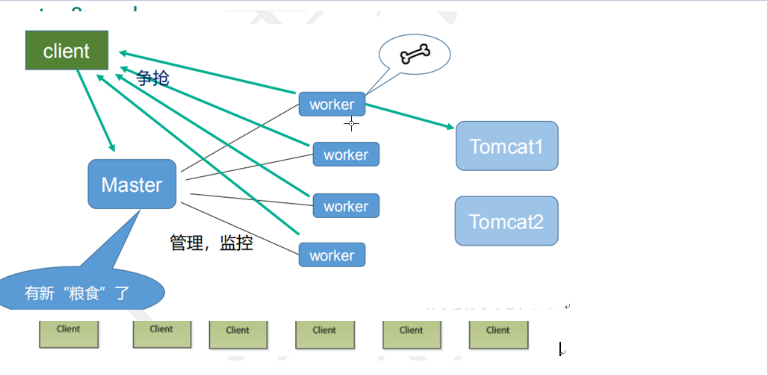 client
争抢
worker
Tomcat1
worker
Master
worker
Tomcat2
管理，监控
worker
有新“粮食”了
Client
Client
Client
Client
Client
Client